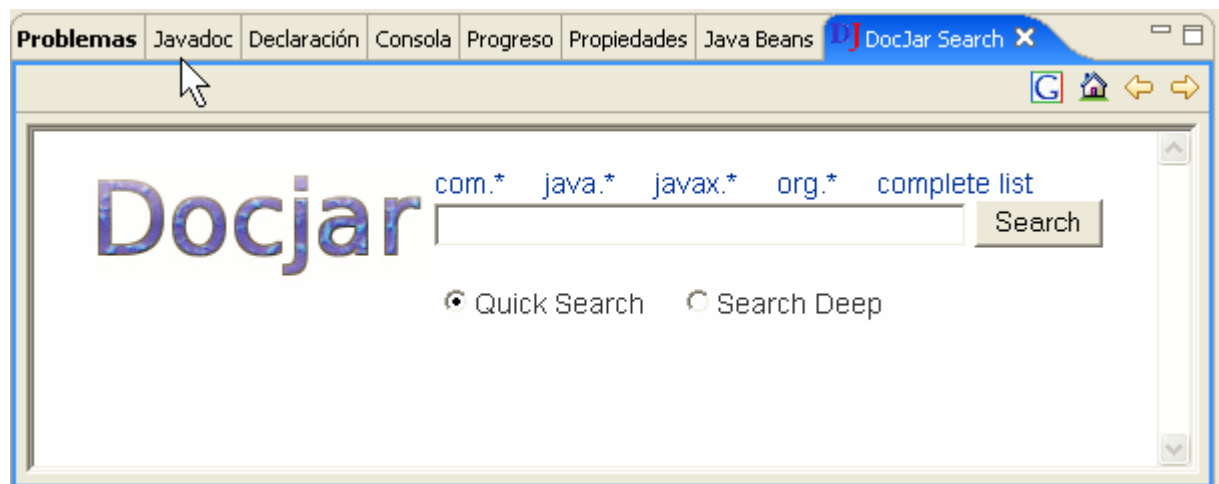 Problemas Javadoc Declaración Consola Progreso Propiedades Java Beans DJ DocJar Search
G
Docjar
com.* java.* javax.* org.* complete list
Search
Quick Search Search Deep